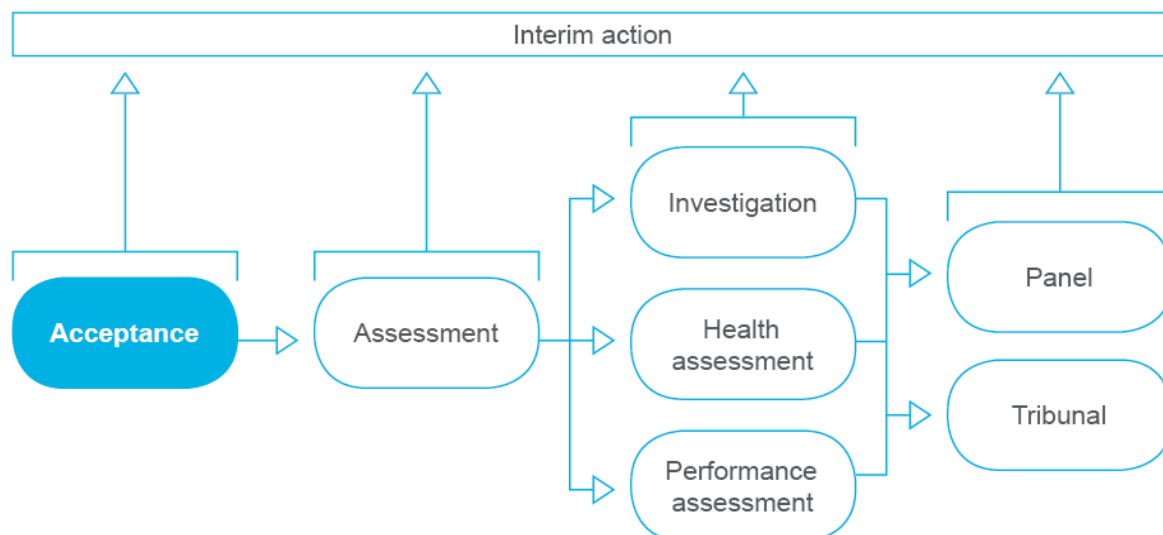 Interim action
Acceptance
Assessment
Investigation
Health
assessment
Performance
assessment
Panel
Tribunal